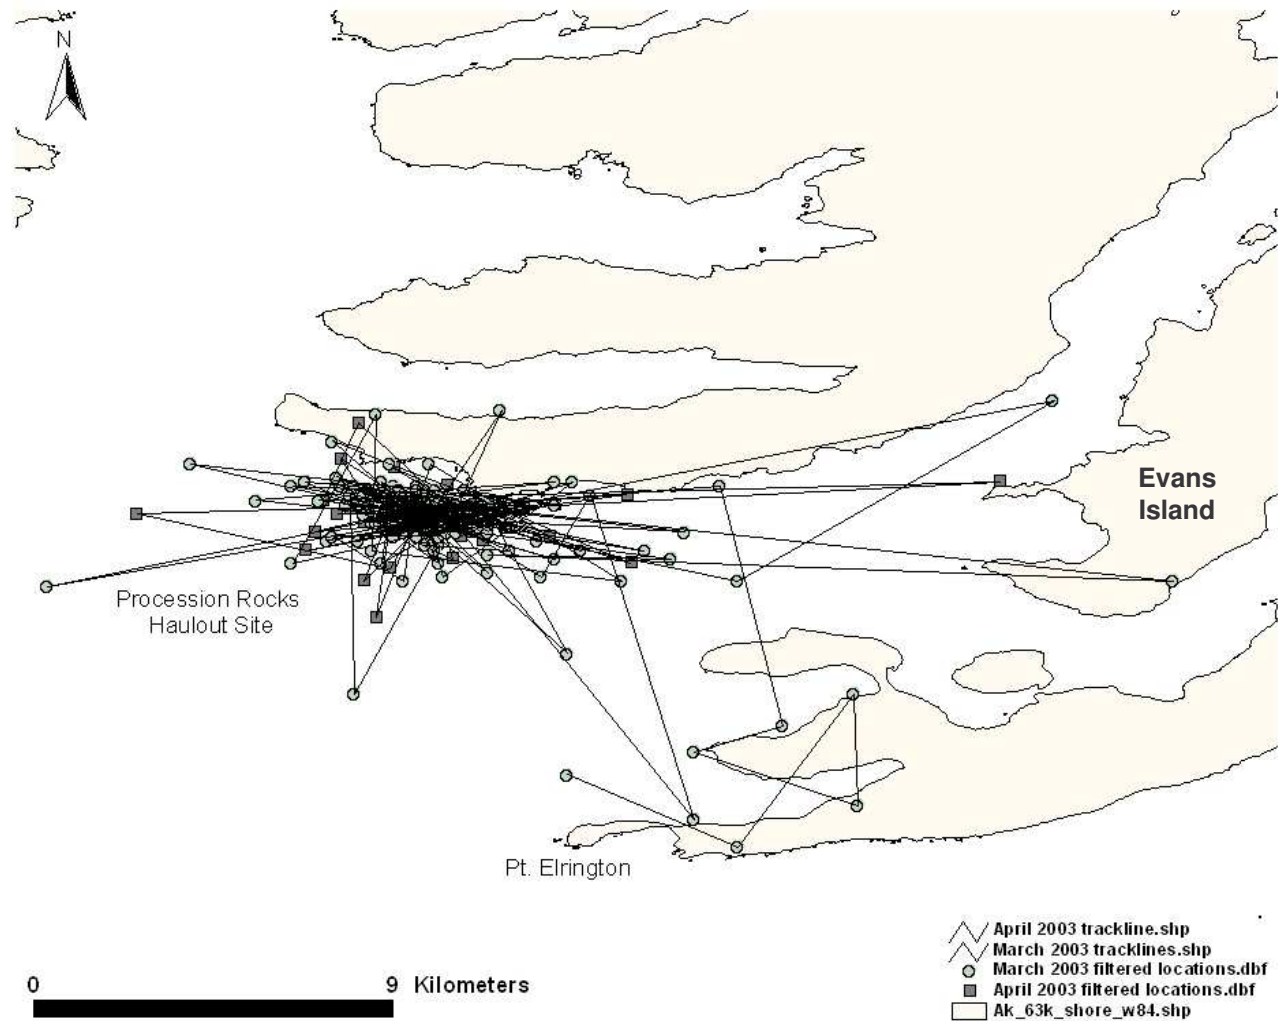 N
Evans
Island
Procession Rocks
Haulout Site
Pt. Elrington
April 2003 trackline.shp
March 2003 tracklines.shp
March 2003 filtered locations.dbf
April 2003 filtered locations.dbf
Ak_63k_shore_w84.shp
0
9 Kilometers